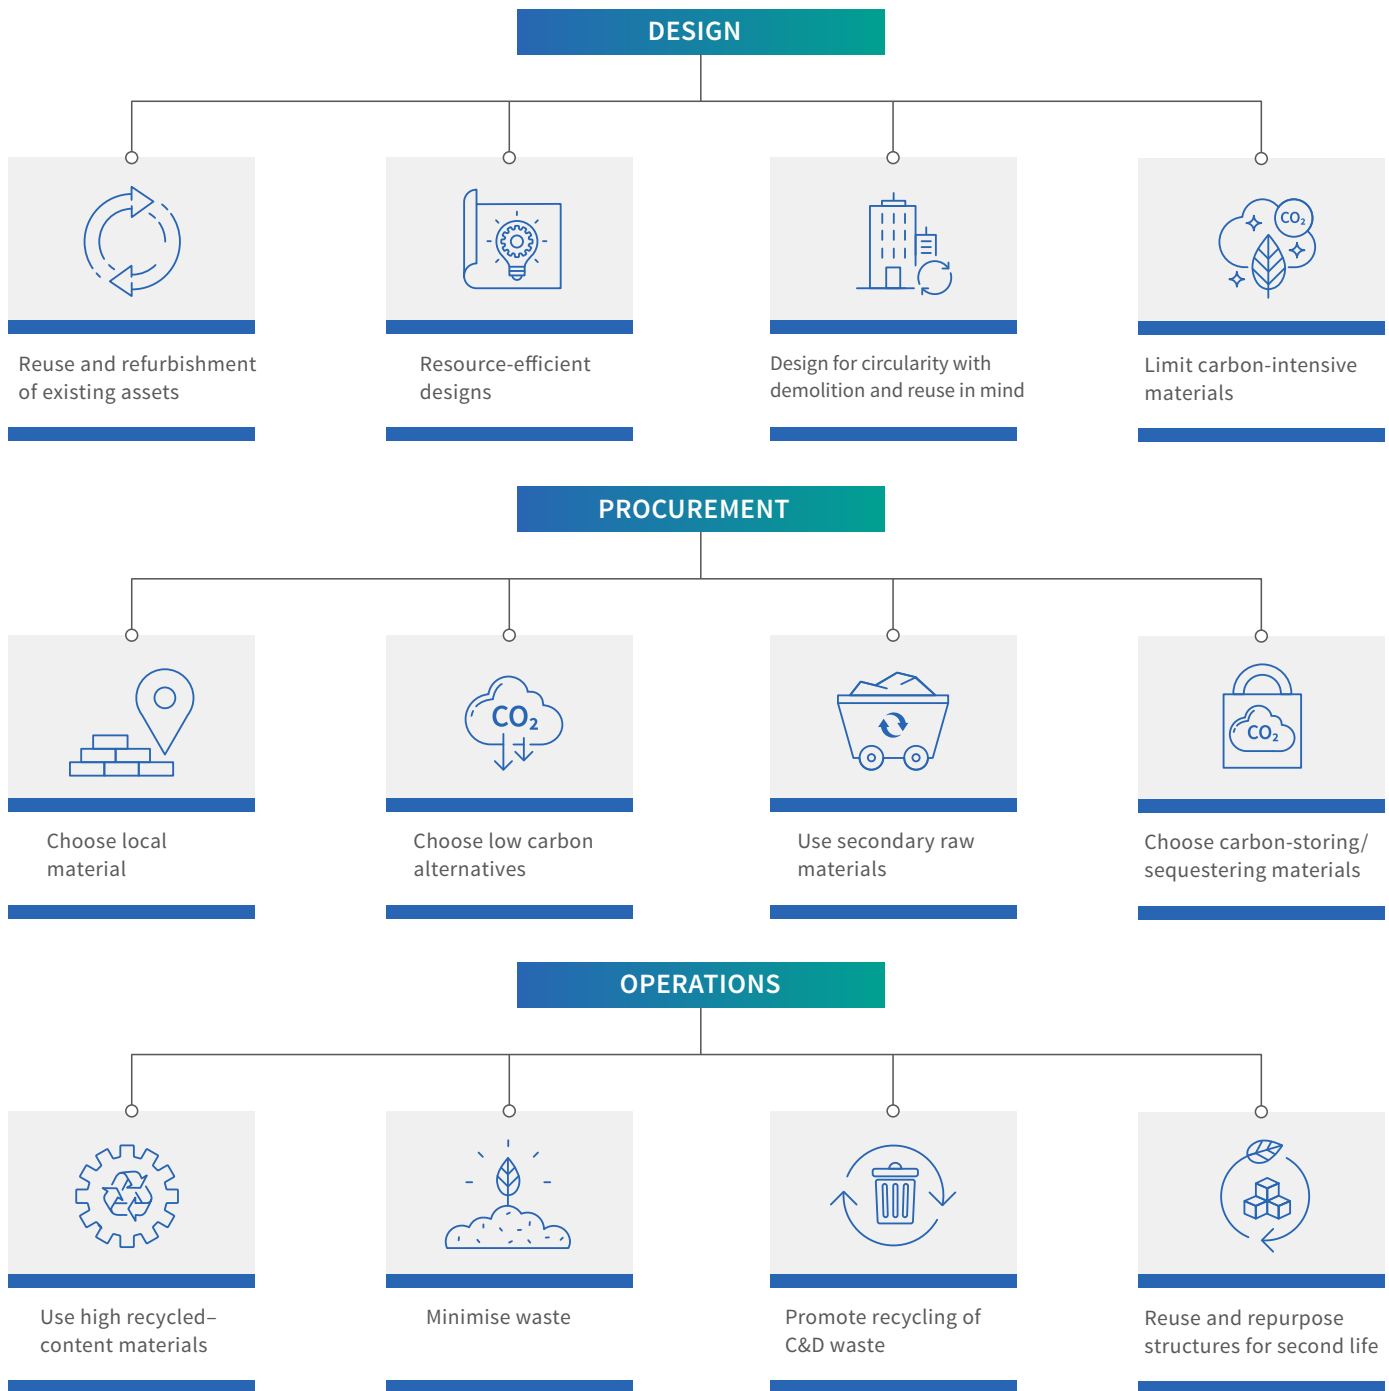 DESIGN
CO₂
Reuse and refurbishment
of existing assets
Resource-efficient
designs
Design for circularity with
demolition and reuse in mind
Limit carbon-intensive
materials
PROCUREMENT
CO₂
CO₂
Choose local
material
Choose low carbon
alternatives
Use secondary raw
materials
Choose carbon-storing/
sequestering materials
OPERATIONS
Use high recycled–
content materials
Minimise waste
Promote recycling of
C&D waste
Reuse and repurpose
structures for second life